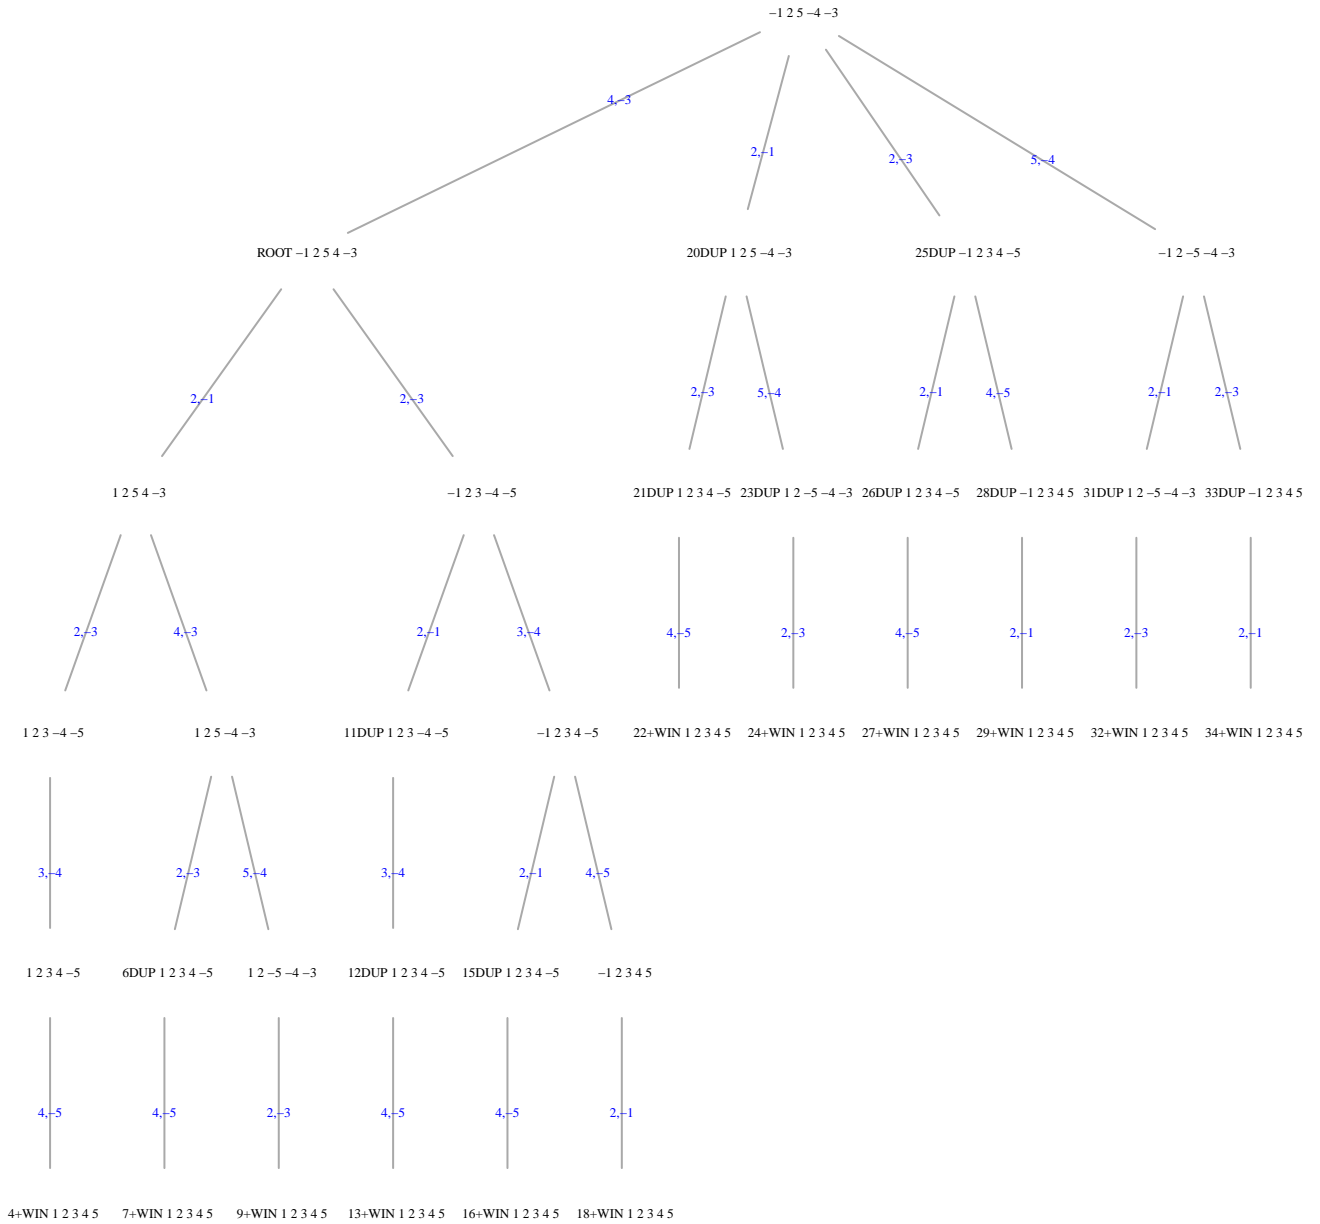 −1 2 5 −4 −3
4,−3
2,−1
2,−3
5,−4
ROOT −1 2 5 4 −3
20DUP 1 2 5 −4 −3
25DUP −1 2 3 4 −5
−1 2 −5 −4 −3
2,−1
2,−3
2,−3
5,−4
2,−1
4,−5
2,−1
2,−3
1 2 5 4 −3
−1 2 3 −4 −5
21DUP 1 2 3 4 −5
23DUP 1 2 −5 −4 −3
26DUP 1 2 3 4 −5
28DUP −1 2 3 4 5
31DUP 1 2 −5 −4 −3
33DUP −1 2 3 4 5
2,−3
4,−3
2,−1
3,−4
4,−5
2,−3
4,−5
2,−1
2,−3
2,−1
1 2 3 −4 −5
1 2 5 −4 −3
11DUP 1 2 3 −4 −5
−1 2 3 4 −5
22+WIN 1 2 3 4 5
24+WIN 1 2 3 4 5
27+WIN 1 2 3 4 5
29+WIN 1 2 3 4 5
32+WIN 1 2 3 4 5
34+WIN 1 2 3 4 5
3,−4
2,−3
5,−4
3,−4
2,−1
4,−5
1 2 3 4 −5
6DUP 1 2 3 4 −5
1 2 −5 −4 −3
12DUP 1 2 3 4 −5
15DUP 1 2 3 4 −5
−1 2 3 4 5
4,−5
4,−5
2,−3
4,−5
4,−5
2,−1
4+WIN 1 2 3 4 5
7+WIN 1 2 3 4 5
9+WIN 1 2 3 4 5
13+WIN 1 2 3 4 5
16+WIN 1 2 3 4 5
18+WIN 1 2 3 4 5